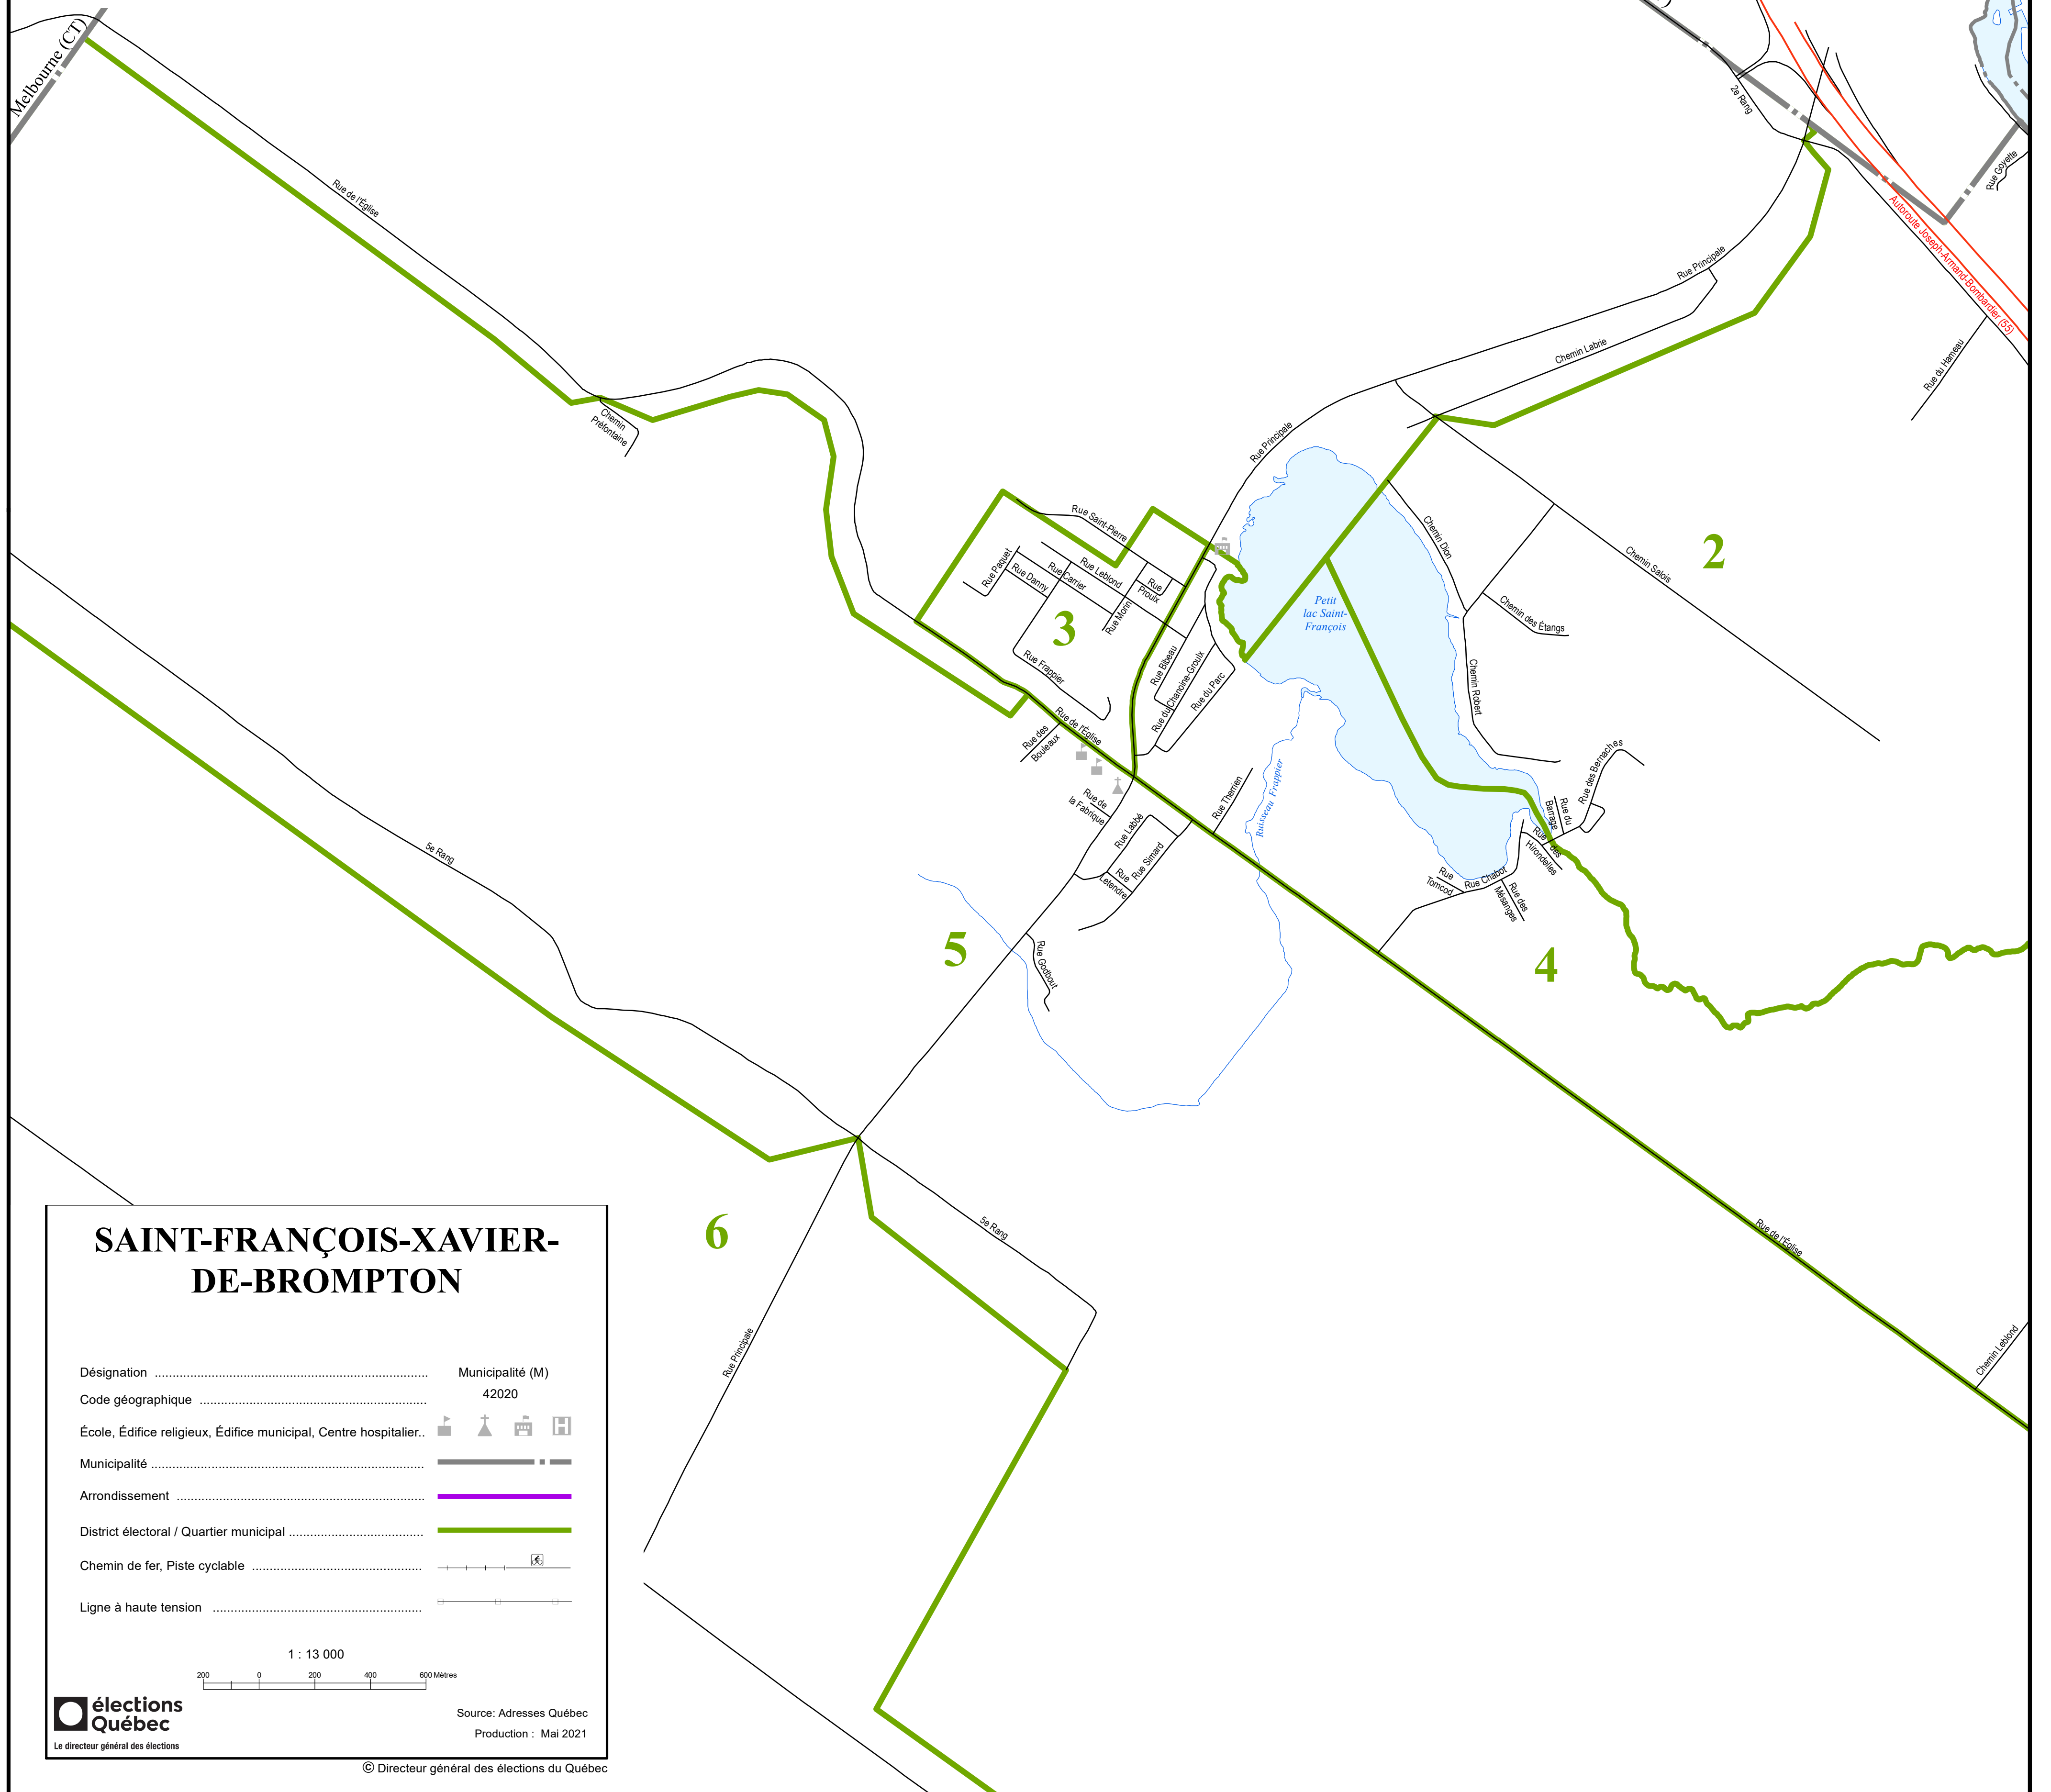 Melbourne (CT)
2e Rang
Rue Goyette
Autoroute Joseph-Armand-Bombardier (55)
Rue du Hameau
Rue de l'Église
Rue Principale
Chemin Labrie
Chemin
Préfontaine
Rue Principale
Rue Saint-Pierre
Rue Paquet
Rue Danny
Rue Carrier
Rue Leblond
Rue
Proulx
Rue Morin
3
Rue Frappier
Rue Bibeau
Rue du Chanoine-Groulx
Rue du Parc
Petit
lac Saint-
François
Chemin Dion
Chemin Salois
2
Chemin des Étangs
Chemin Robert
Rue de l'Église
Rue des
Bouleaux
Rue de
la Fabrique
Rue Labbé
Rue Simard
Rue
Letendre
Rue Therrien
Ruisseau Frappier
Rue des Bernaches
Rue du
Barrage
Rue des
Hirondelles
Rue
Tomcod
Rue Chabot
Rue des
Mésanges
5e Rang
5
Rue Godbout
4
5e Rang
6
Rue Principale
Rue de l'Église
Chemin Leblond
SAINT-FRANÇOIS-XAVIER-
DE-BROMPTON
Désignation ........ Municipalité (M)
Code géographique ........ 42020
École, Édifice religieux, Édifice municipal, Centre hospitalier..
Municipalité ........
Arrondissement ........
District électoral / Quartier municipal ........
Chemin de fer, Piste cyclable ........
Ligne à haute tension ........
1 : 13 000
200 0 200 400 600 Mètres
élections
Québec
Le directeur général des élections
Source: Adresses Québec
Production : Mai 2021
© Directeur général des élections du Québec